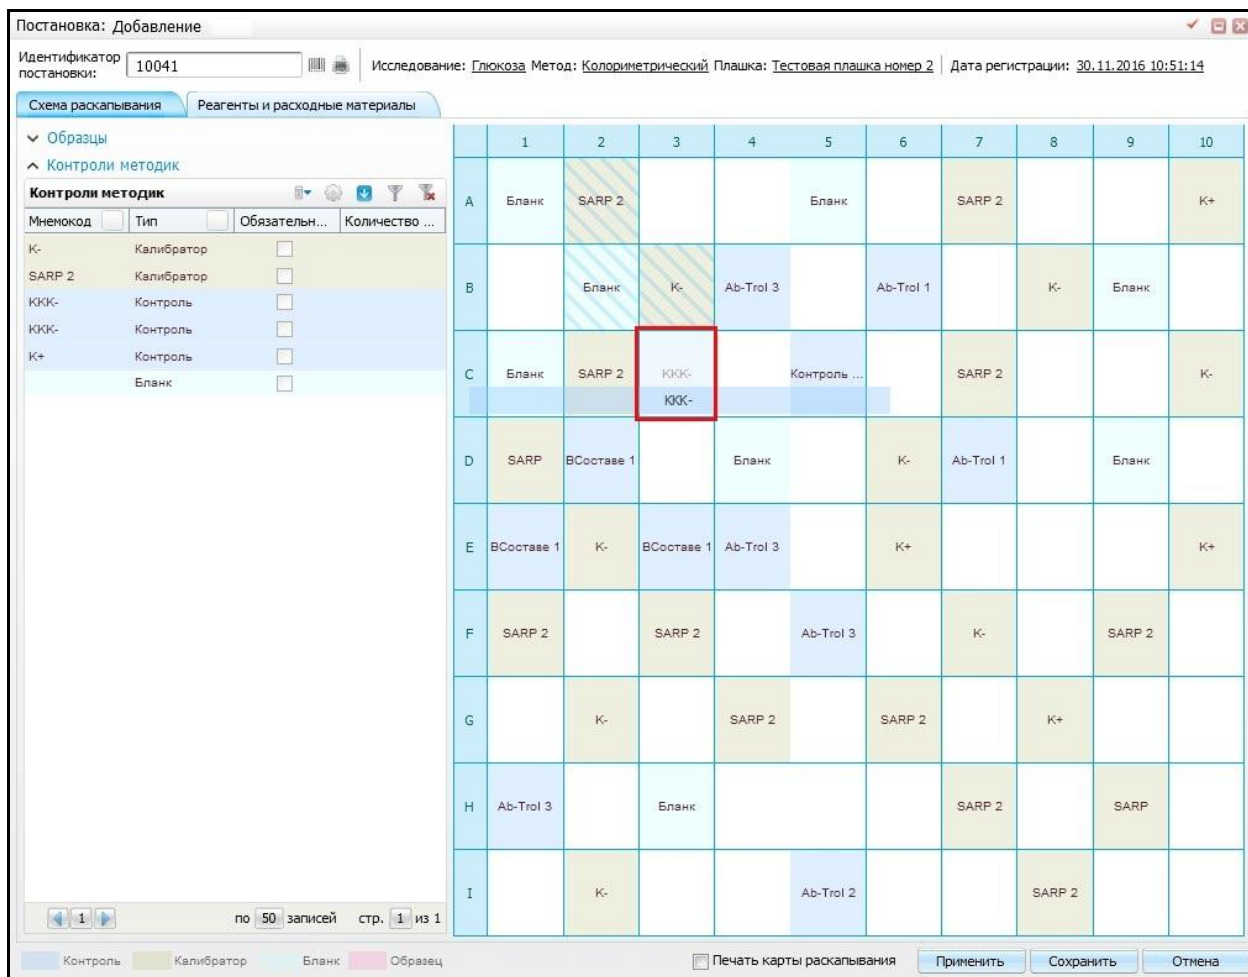 Постановка: Добавление
Идентификатор постановки: 10041 Исследование: Глюкоза Метод: Колориметрический Плашка: Тестовая плашка номер 2 Дата регистрации: 30.11.2016 10:51:14
Схема раскапывания Реагенты и расходные материалы
Образцы
Контроли методик
Контроли методик
Мнемокод Тип Обязательн... Количество ...
K- Калибратор
SARP 2 Калибратор
KKK- Контроль
KKK- Контроль
K+ Контроль
Бланк
1 2 3 4 5 6 7 8 9 10
A Бланк SARP 2 Бланк SARP 2 K+
B Бланк K- Ab-Trol 3 Ab-Trol 1 K- Бланк
C Бланк SARP 2 KKK- Контроль ... SARP 2 K-
KKK-
D SARP ВСоставе 1 Бланк K- Ab-Trol 1 Бланк
E ВСоставе 1 K- ВСоставе 1 Ab-Trol 3 K+ K+
F SARP 2 SARP 2 Ab-Trol 3 K- SARP 2
G K- SARP 2 SARP 2 K+
H Ab-Trol 3 Бланк SARP 2 SARP
I K- Ab-Trol 2 SARP 2
1 по 50 записей стр. 1 из 1
Контроль Калибратор Бланк Образец Печать карты раскапывания Применить Сохранить Отмена